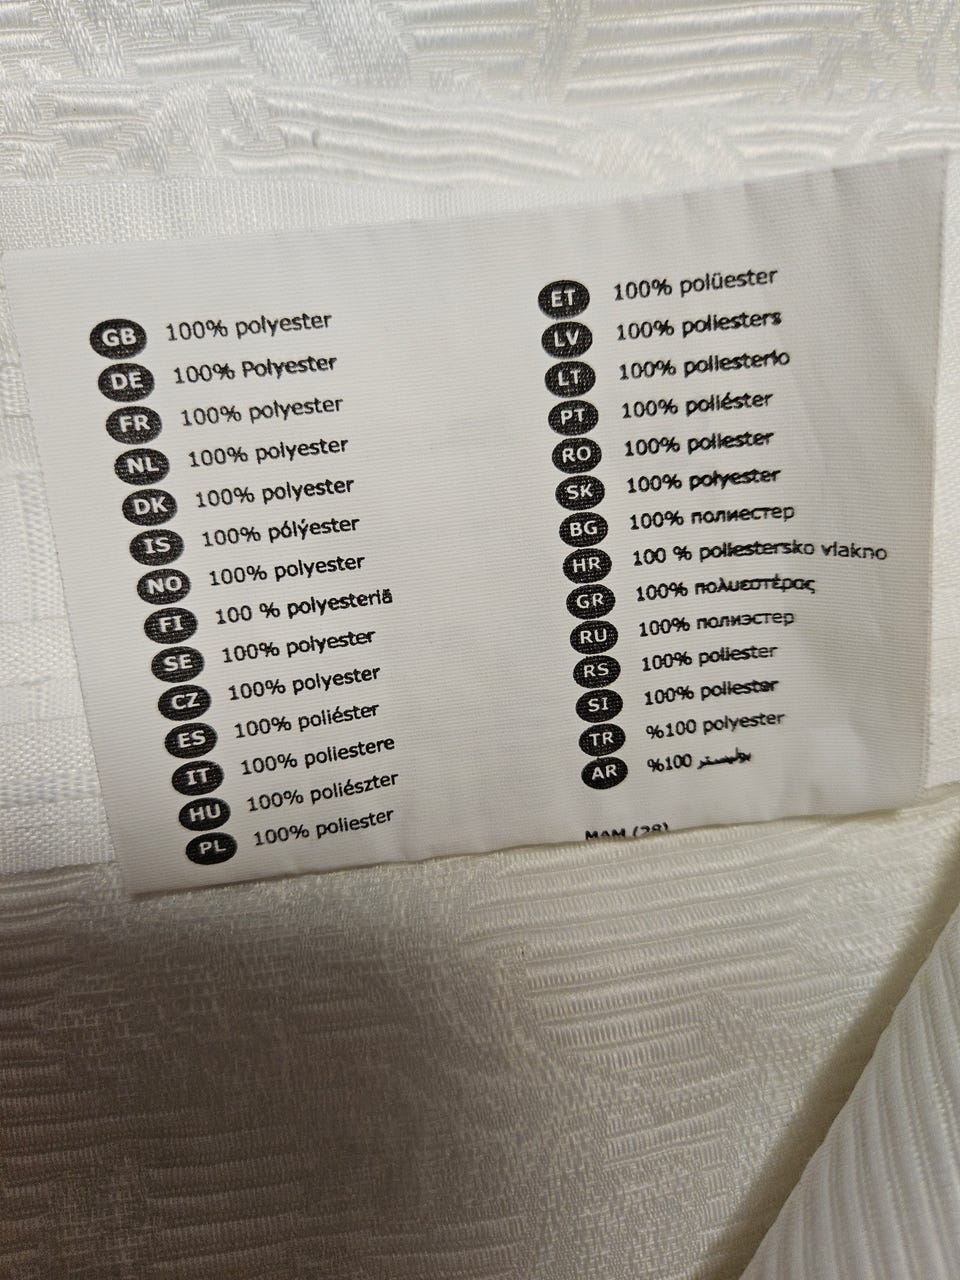 GB 100% polyester
DE 100% Polyester
FR 100% polyester
NL 100% polyester
DK 100% polyester
IS 100% pólýester
NO 100% polyester
FI 100 % polyesteriä
SE 100% polyester
CZ 100% polyester
ES 100% poliéster
IT 100% poliestere
HU 100% poliészter
PL 100% poliester
ET 100% polüester
LV 100% poliesters
LT 100% poliesterio
PT 100% poliéster
RO 100% poliester
SK 100% polyester
BG 100% полиестер
HR 100 % poliestersko vlakno
GR 100% πολυεστέρας
RU 100% полиэстер
RS 100% poliester
SI 100% poliester
TR %100 polyester
AR %100 بوليستر
MAM (28)